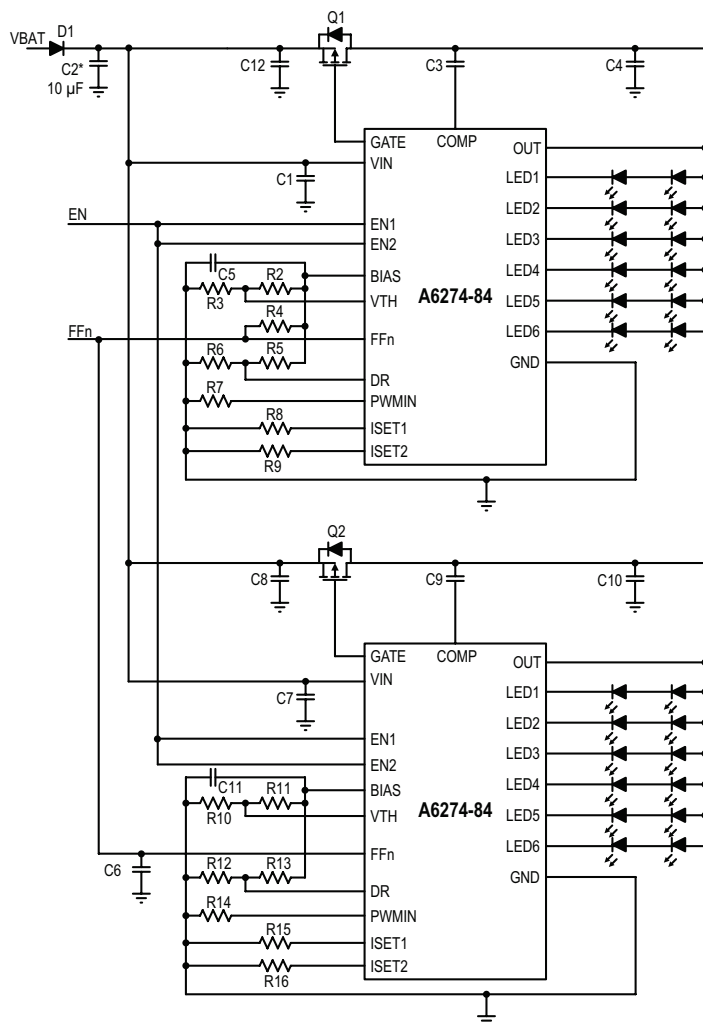 Q1
VBAT D1
C2*
10 µF
C12
C3
C4
GATE
COMP
VIN
OUT
C1
LED1
EN
EN1
LED2
EN2
LED3
C5
R2
BIAS
A6274-84
LED4
R3
VTH
LED5
R4
FFn
FFn
LED6
R6
R5
GND
DR
R7
PWMIN
R8
ISET1
R9
ISET2
Q2
C8
C9
C10
GATE
COMP
VIN
OUT
C7
LED1
EN1
LED2
EN2
LED3
C11
R11
BIAS
A6274-84
LED4
R10
VTH
LED5
C6
FFn
LED6
R12
R13
GND
DR
R14
PWMIN
R15
ISET1
R16
ISET2